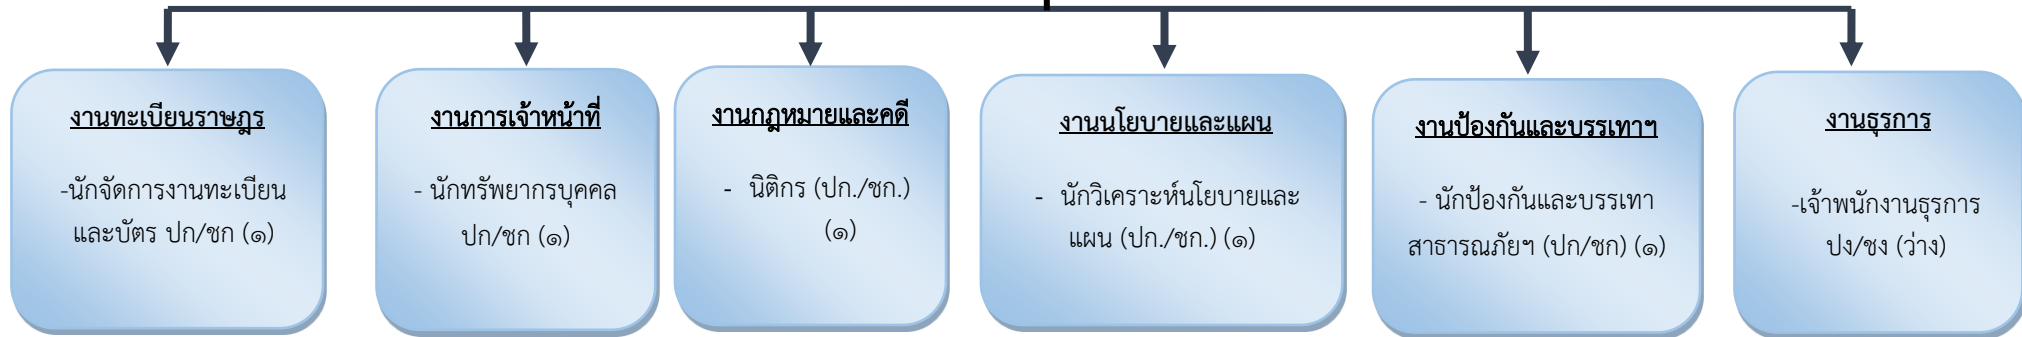 งานทะเบียนราษฎร
-นักจัดการงานทะเบียน
และบัตร ปก/ชก (๑)
งานการเจ้าหน้าที่
- นักทรัพยากรบุคคล
ปก/ชก (๑)
งานกฎหมายและคดี
- นิติกร (ปก./ชก.)
(๑)
งานนโยบายและแผน
- นักวิเคราะห์นโยบายและ
แผน (ปก./ชก.) (๑)
งานป้องกันและบรรเทาฯ
- นักป้องกันและบรรเทา
สาธารณภัยฯ (ปก/ชก) (๑)
งานธุรการ
-เจ้าพนักงานธุรการ
ปง/ชง (ว่าง)